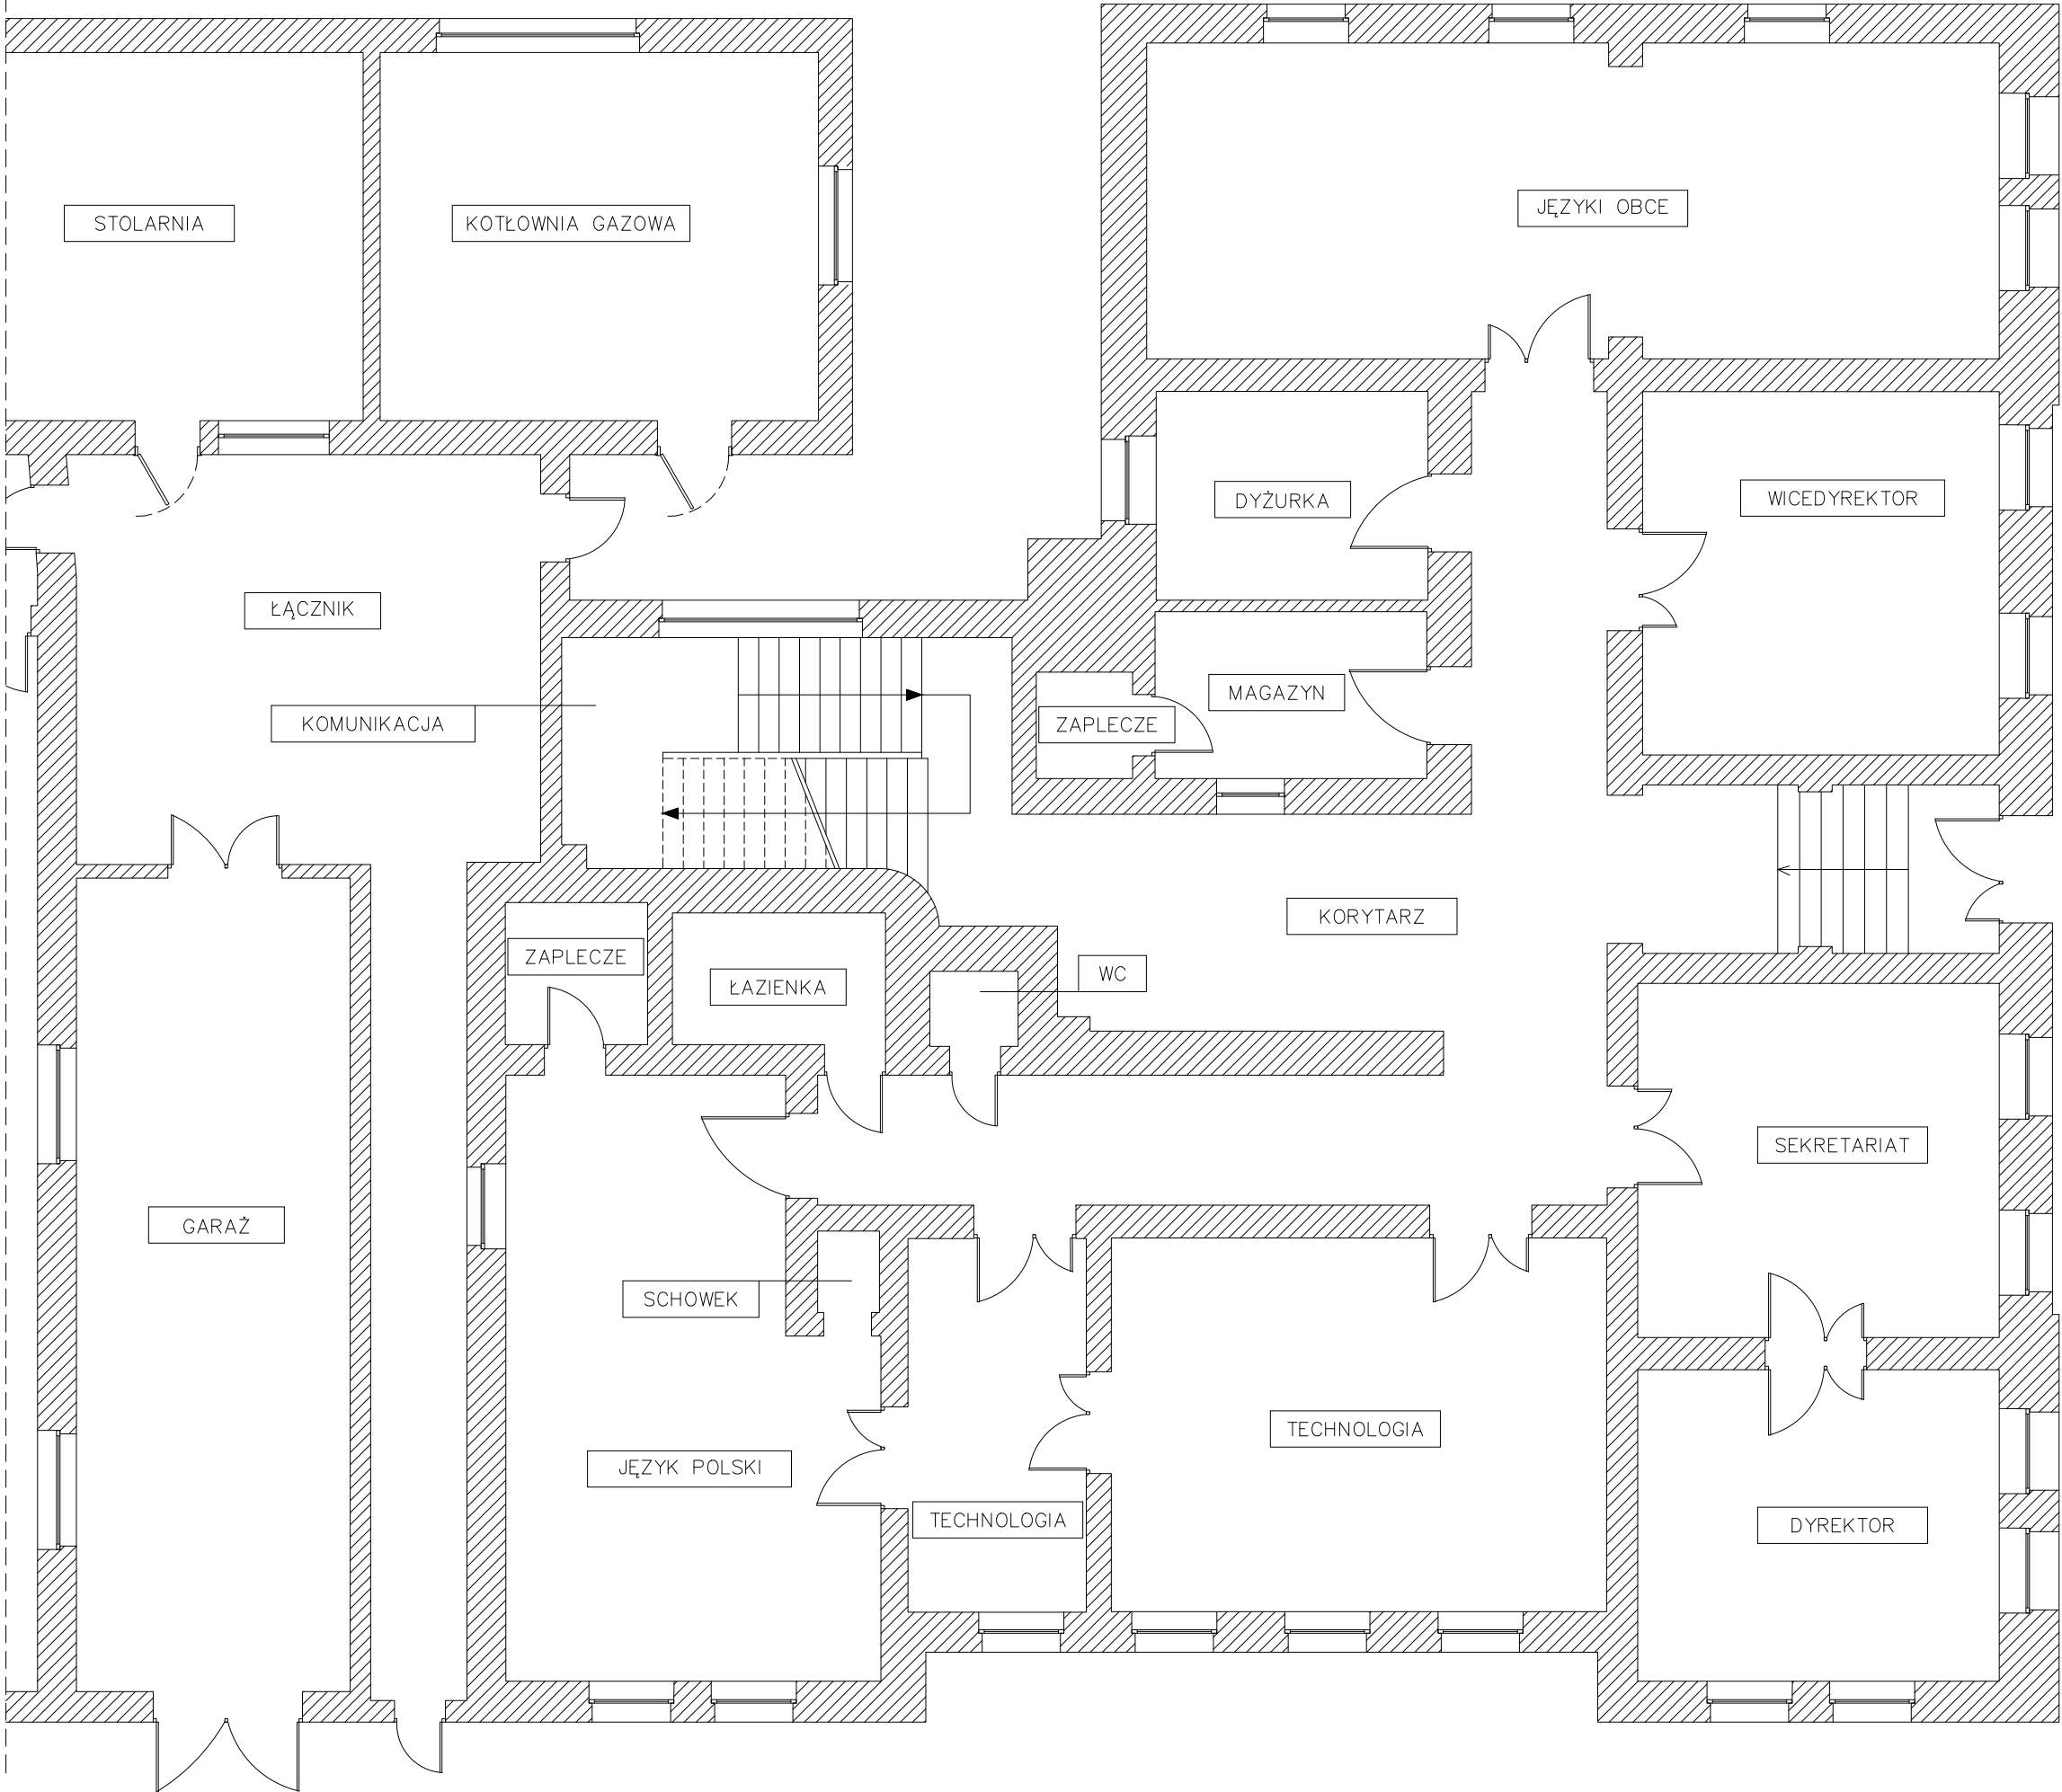 JĘZYKI OBCE
STOLARNIA
KOTŁOWNIA GAZOWA
DYŻURKA
WICEDYREKTOR
ŁĄCZNIK
MAGAZYN
KOMUNIKACJA
ZAPLECZE
KORYTARZ
ZAPLECZE
ŁAZIENKA
WC
SEKRETARIAT
GARAŻ
SCHOWEK
TECHNOLOGIA
JĘZYK POLSKI
TECHNOLOGIA
DYREKTOR